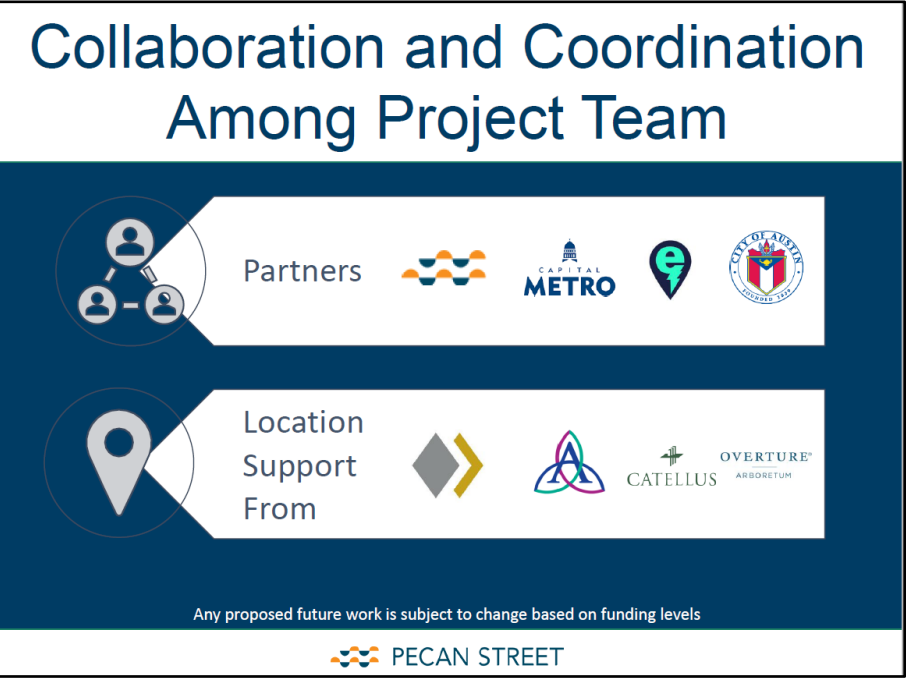 Collaboration and Coordination
Among Project Team
Partners
CAPITAL
METRO
e
CITY OF AUSTIN
FOUNDED 1839
Location
Support
From
A
CATELLUS
OVERTURE®
ARBORETUM
Any proposed future work is subject to change based on funding levels
PECAN STREET